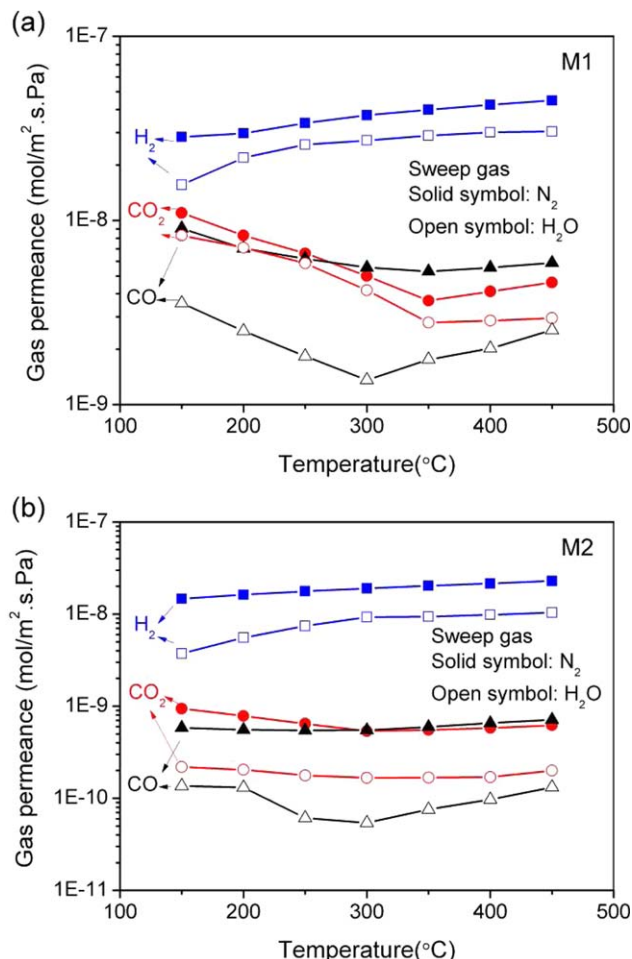 (a)
1E-7
M1
H₂
Sweep gas
Solid symbol: N₂
Open symbol: H₂O
CO₂
1E-8
CO
1E-9
100 200 300 400 500
Temperature(°C)
Gas permeance (mol/m².s.Pa)
(b)
1E-7
M2
1E-8
H₂
Sweep gas
Solid symbol: N₂
Open symbol: H₂O
CO₂
1E-9
CO
1E-10
1E-11
100 200 300 400 500
Temperature(°C)
Gas permeance (mol/m².s.Pa)